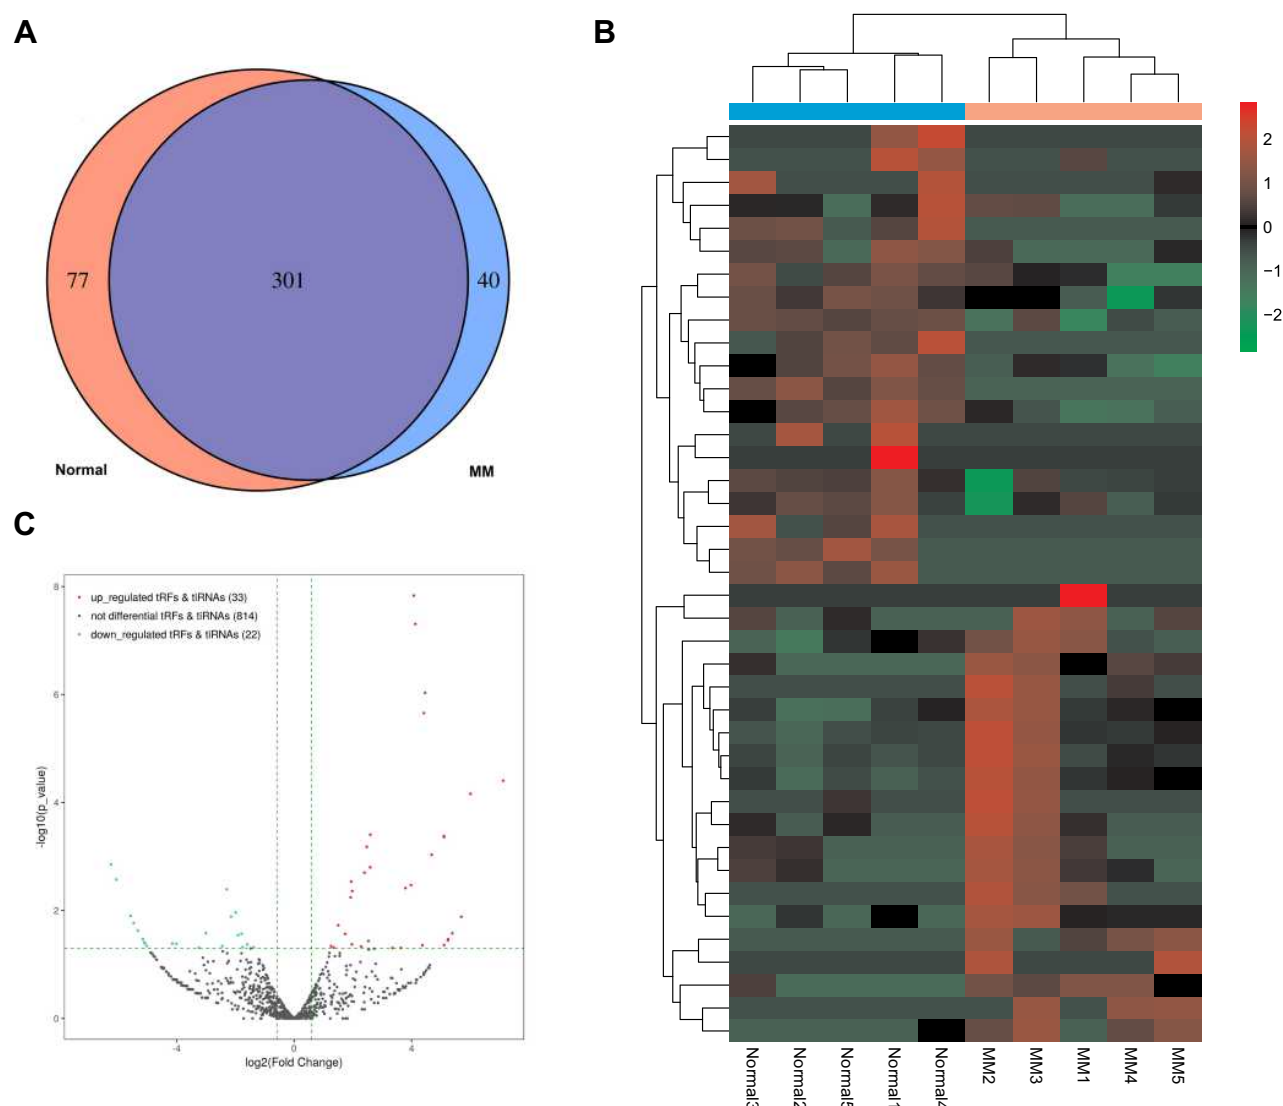 A
B
77
301
40
Normal
MM
2
1
0
−1
−2
Normal3
Normal2
Normal5
Normal1
Normal4
MM2
MM3
MM1
MM4
MM5
C
up_regulated tRFs & tiRNAs (33)
not differential tRFs & tiRNAs (814)
down_regulated tRFs & tiRNAs (22)
8
6
4
2
0
-log10(p_value)
-4
0
4
log2(Fold Change)